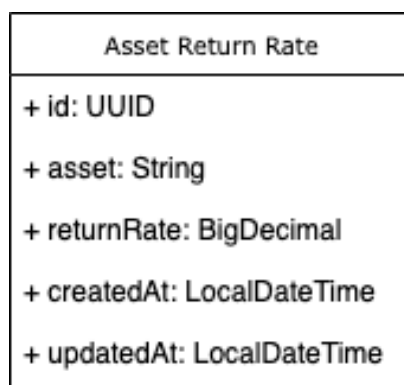 Asset Return Rate
+ id: UUID
+ asset: String
+ returnRate: BigDecimal
+ createdAt: LocalDateTime
+ updatedAt: LocalDateTime